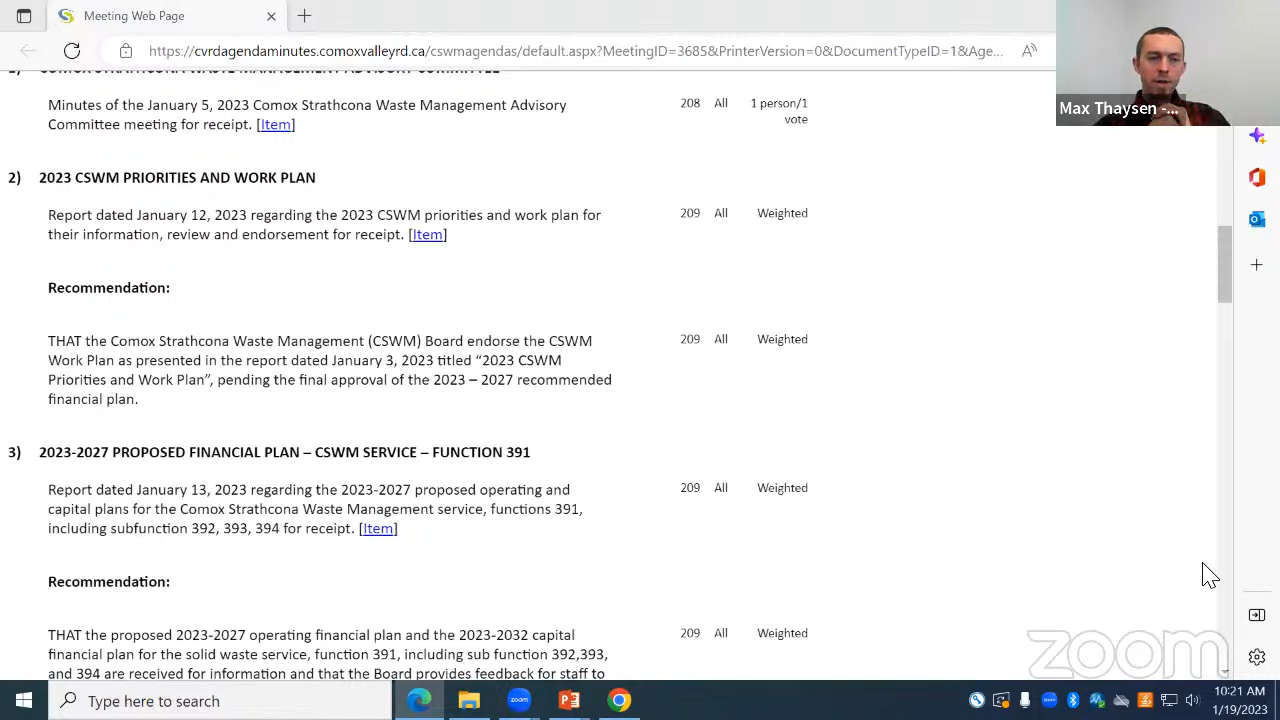 Meeting Web Page
https://cvrdagendaminutes.comoxvalleyrd.ca/cswmagendas/default.aspx?MeetingID=3685&PrinterVersion=0&DocumentTypeID=1&Age...
Max Thaysen -...
1) COMOX STRATHCONA WASTE MANAGEMENT ADVISORY COMMITTEE
Minutes of the January 5, 2023 Comox Strathcona Waste Management Advisory 208 All 1 person/1
Committee meeting for receipt. [Item] vote
2) 2023 CSWM PRIORITIES AND WORK PLAN
Report dated January 12, 2023 regarding the 2023 CSWM priorities and work plan for 209 All Weighted
their information, review and endorsement for receipt. [Item]
Recommendation:
THAT the Comox Strathcona Waste Management (CSWM) Board endorse the CSWM 209 All Weighted
Work Plan as presented in the report dated January 3, 2023 titled “2023 CSWM
Priorities and Work Plan”, pending the final approval of the 2023 – 2027 recommended
financial plan.
3) 2023-2027 PROPOSED FINANCIAL PLAN – CSWM SERVICE – FUNCTION 391
Report dated January 13, 2023 regarding the 2023-2027 proposed operating and 209 All Weighted
capital plans for the Comox Strathcona Waste Management service, functions 391,
including subfunction 392, 393, 394 for receipt. [Item]
Recommendation:
THAT the proposed 2023-2027 operating financial plan and the 2023-2032 capital 209 All Weighted
financial plan for the solid waste service, function 391, including sub function 392,393,
and 394 are received for information and that the Board provides feedback for staff to
zoom
Type here to search
zoom
10:21 AM
1/19/2023